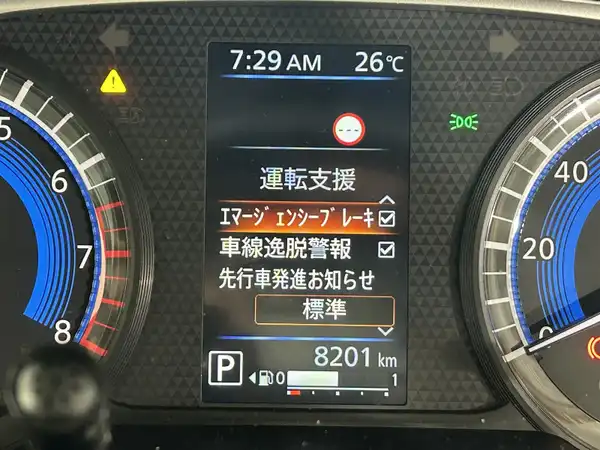 7:29 AM 26℃
---
運転支援
エマージェンシーブレーキ
車線逸脱警報
先行車発進お知らせ
標準
8201 km
P 0 1
5
6
7
8
40
20
0